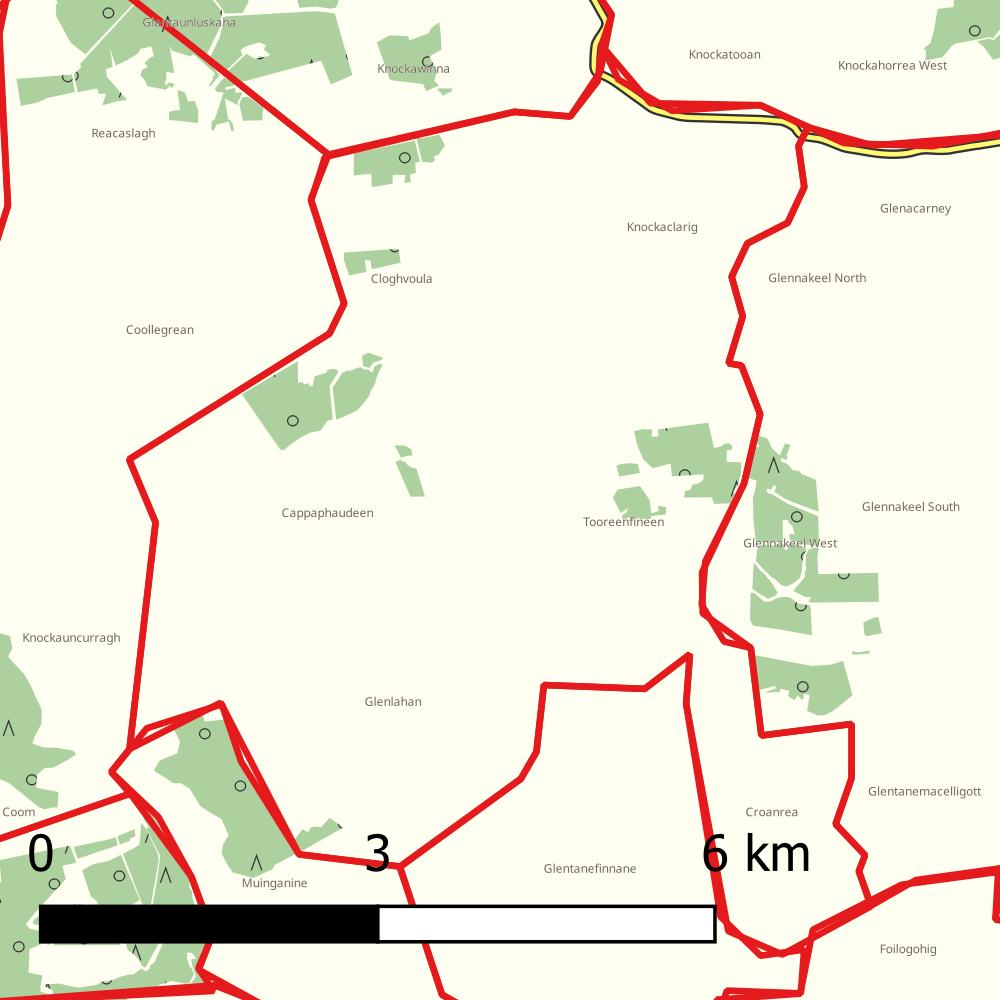 Glantaunluskaha
Knockatooan
Knockawinna
Knockahorrea West
Reacaslagh
Glenacarney
Knockaclarig
Cloghvoula
Glennakeel North
Coollegrean
Glennakeel South
Cappaphaudeen
Tooreenfineen
Glennakeel West
Knockauncurragh
Glenlahan
Glentanemacelligott
Coom
Croanrea
0 3 6 km
Glentanefinnane
Muinganine
Foilogohig